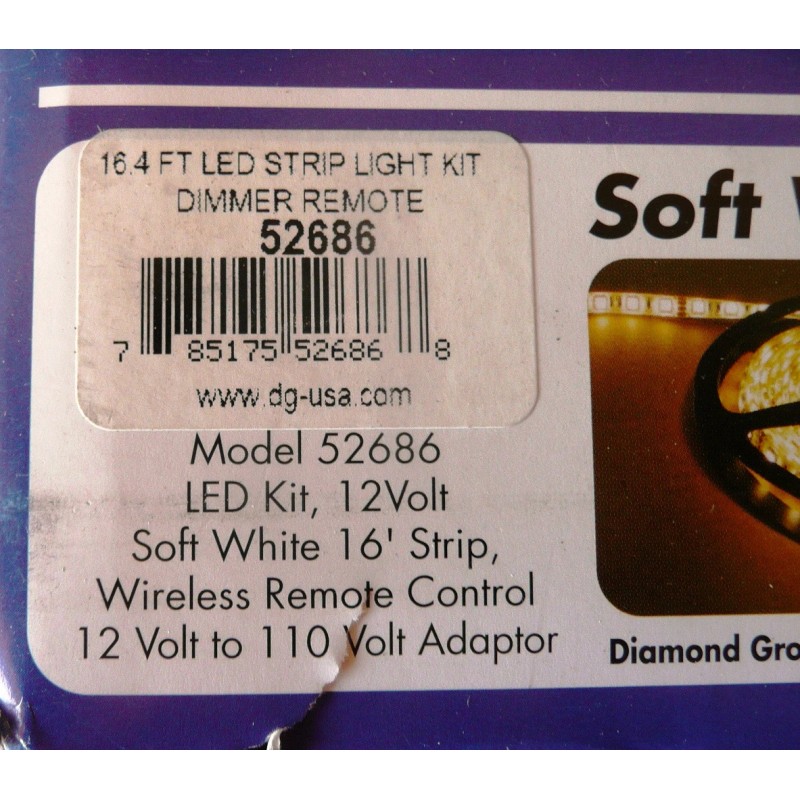 16.4 FT LED STRIP LIGHT KIT
DIMMER REMOTE
52686
7 85175 52686 8
www.dg-usa.com
Model 52686
LED Kit, 12Volt
Soft White 16' Strip,
Wireless Remote Control
12 Volt to 110 Volt Adaptor
Soft
Diamond Gro